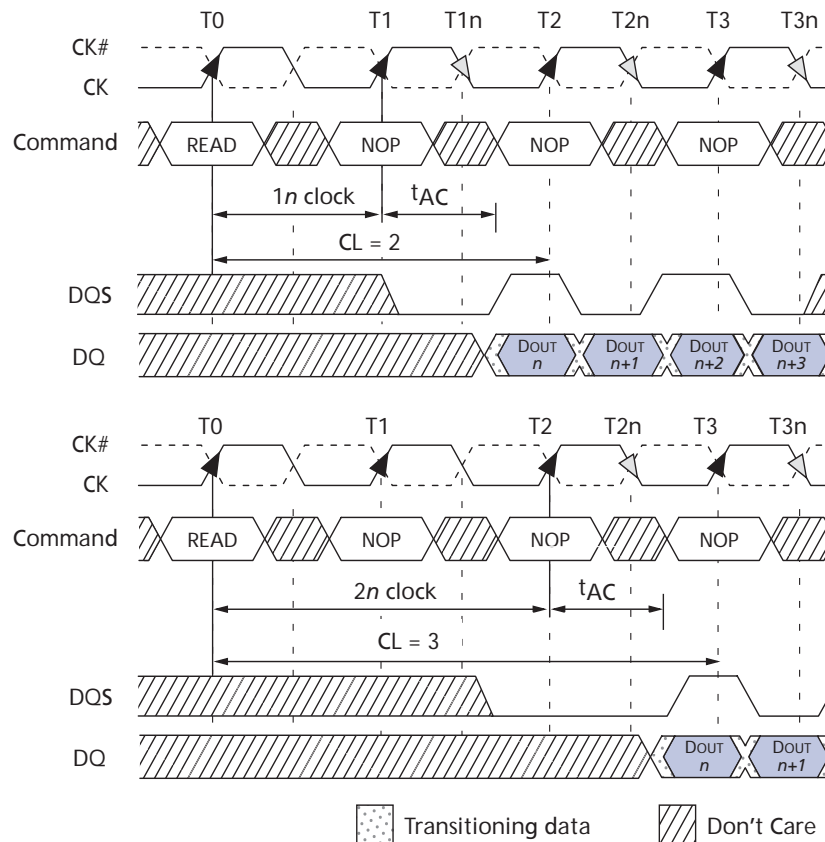 T0 T1 T1n T2 T2n T3 T3n
CK#
CK
Command READ NOP NOP NOP
1n clock tAC
CL = 2
DQS
DQ DOUT n DOUT n+1 DOUT n+2 DOUT n+3
T0 T1 T2 T2n T3 T3n
CK#
CK
Command READ NOP NOP NOP
2n clock tAC
CL = 3
DQS
DQ DOUT n DOUT n+1
Transitioning data Don't Care